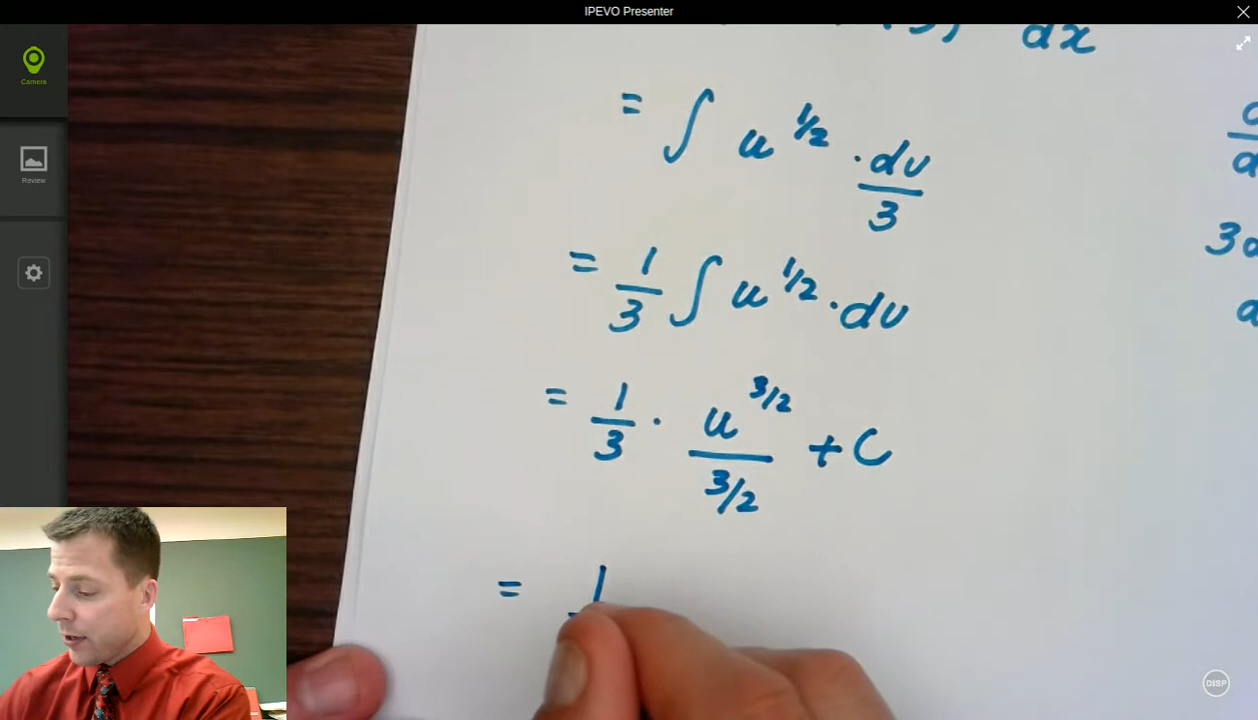 IPEVO Presenter
Camera
Review
dx
= ∫ u^1/2 · du/3
= 1/3 ∫ u^1/2 · du
= 1/3 · u^3/2 / 3/2 + C
= 1
DISP